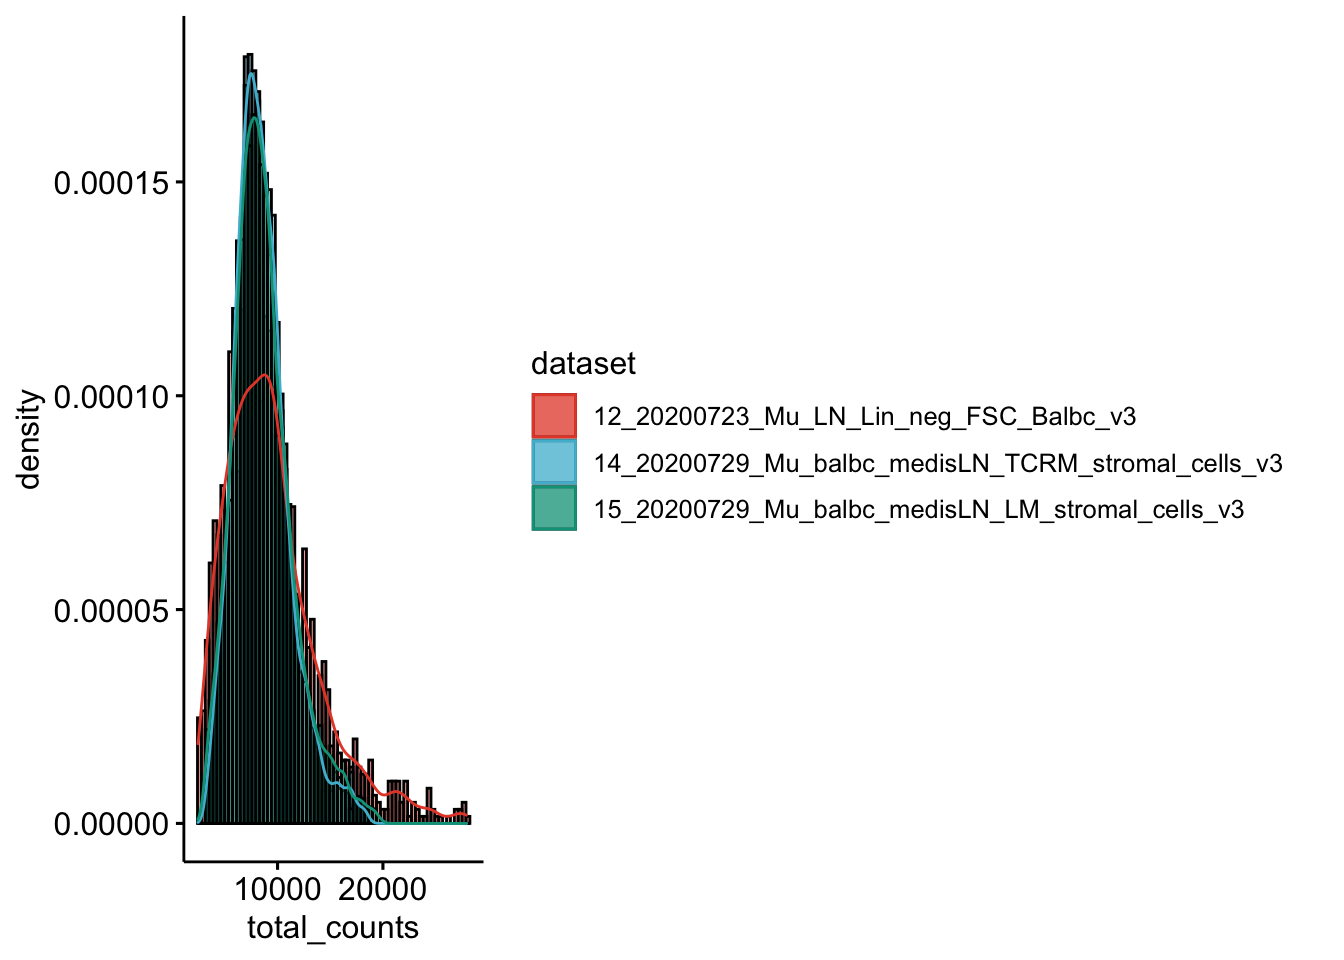 density
0.00015
0.00010
0.00005
0.00000
10000 20000
total_counts
dataset
12_20200723_Mu_LN_Lin_neg_FSC_Balbc_v3
14_20200729_Mu_balbc_medisLN_TCRM_stromal_cells_v3
15_20200729_Mu_balbc_medisLN_LM_stromal_cells_v3